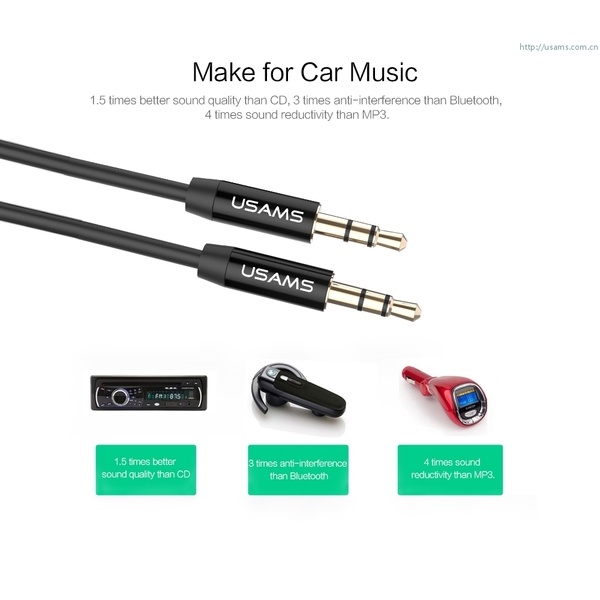 http://usams.com.cn
Make for Car Music
1.5 times better sound quality than CD, 3 times anti-interference than Bluetooth,
4 times sound reductivity than MP3.
USAMS
USAMS
1.5 times better
sound quality than CD
3 times anti-interference
than Bluetooth
4 times sound
reductivity than MP3.